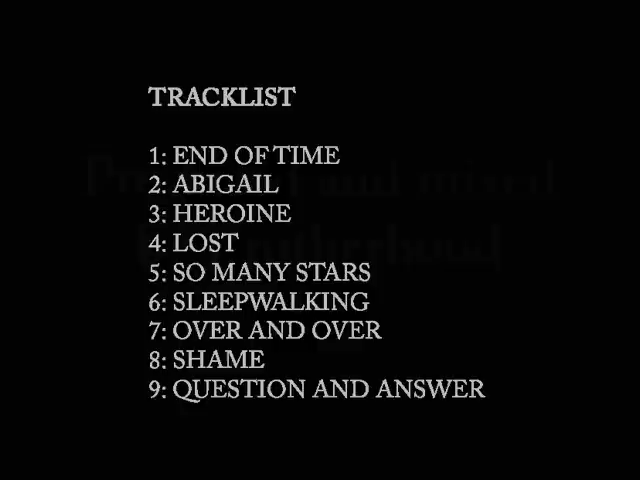 TRACKLIST
1: END OF TIME
2: ABIGAIL
3: HEROINE
4: LOST
5: SO MANY STARS
6: SLEEPWALKING
7: OVER AND OVER
8: SHAME
9: QUESTION AND ANSWER